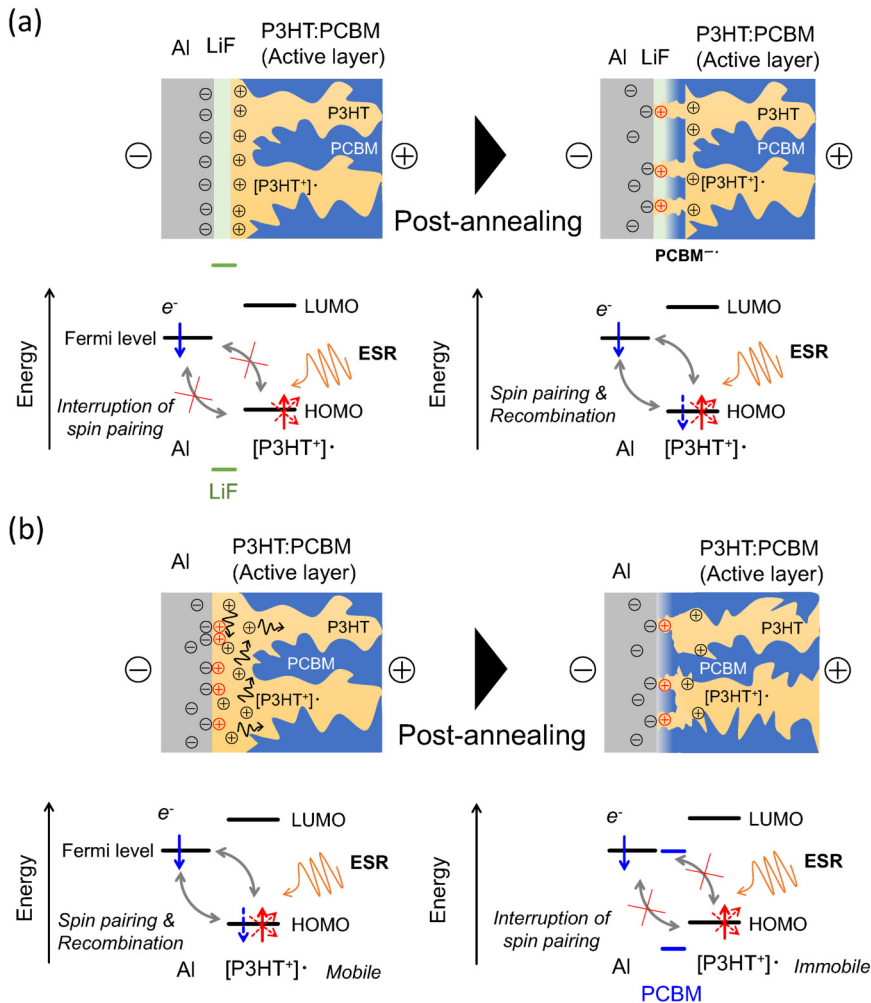 (a)
Al LiF P3HT:PCBM
(Active layer)
P3HT
PCBM
[P3HT⁺]·
Post-annealing
Al LiF P3HT:PCBM
(Active layer)
P3HT
PCBM
[P3HT⁺]·
PCBM⁻·
Energy
e⁻
Fermi level
LUMO
ESR
HOMO
Interruption of
spin pairing
Al
[P3HT⁺]·
LiF
Energy
e⁻
LUMO
ESR
Spin pairing &
Recombination
HOMO
Al
[P3HT⁺]·
(b)
Al P3HT:PCBM
(Active layer)
P3HT
PCBM
[P3HT⁺]·
Post-annealing
Al P3HT:PCBM
(Active layer)
P3HT
PCBM
[P3HT⁺]·
Energy
e⁻
Fermi level
LUMO
ESR
Spin pairing &
Recombination
HOMO
Al
[P3HT⁺]· Mobile
Energy
e⁻
LUMO
ESR
Interruption of
spin pairing
HOMO
Al
[P3HT⁺]· Immobile
PCBM